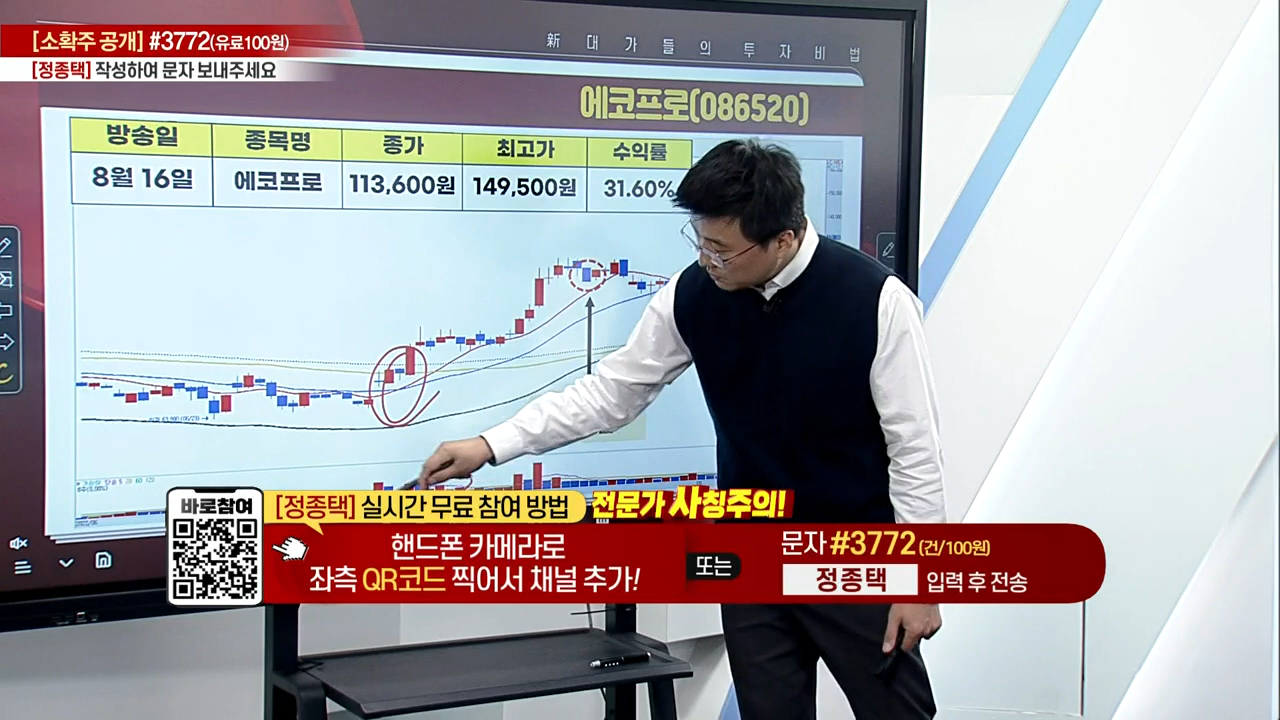 [소확주 공개] #3772(유료100원)
[정종택] 작성하여 문자 보내주세요
新 대가들의 투자비법
에코프로(086520)
방송일 종목명 종가 최고가 수익률
8월 16일 에코프로 113,600원 149,500원 31.60%
바로참여
[정종택] 실시간 무료 참여 방법 전문가 사칭주의!
핸드폰 카메라로
좌측 QR코드 찍어서 채널 추가!
또는
문자 #3772 (건/100원)
정종택 입력 후 전송